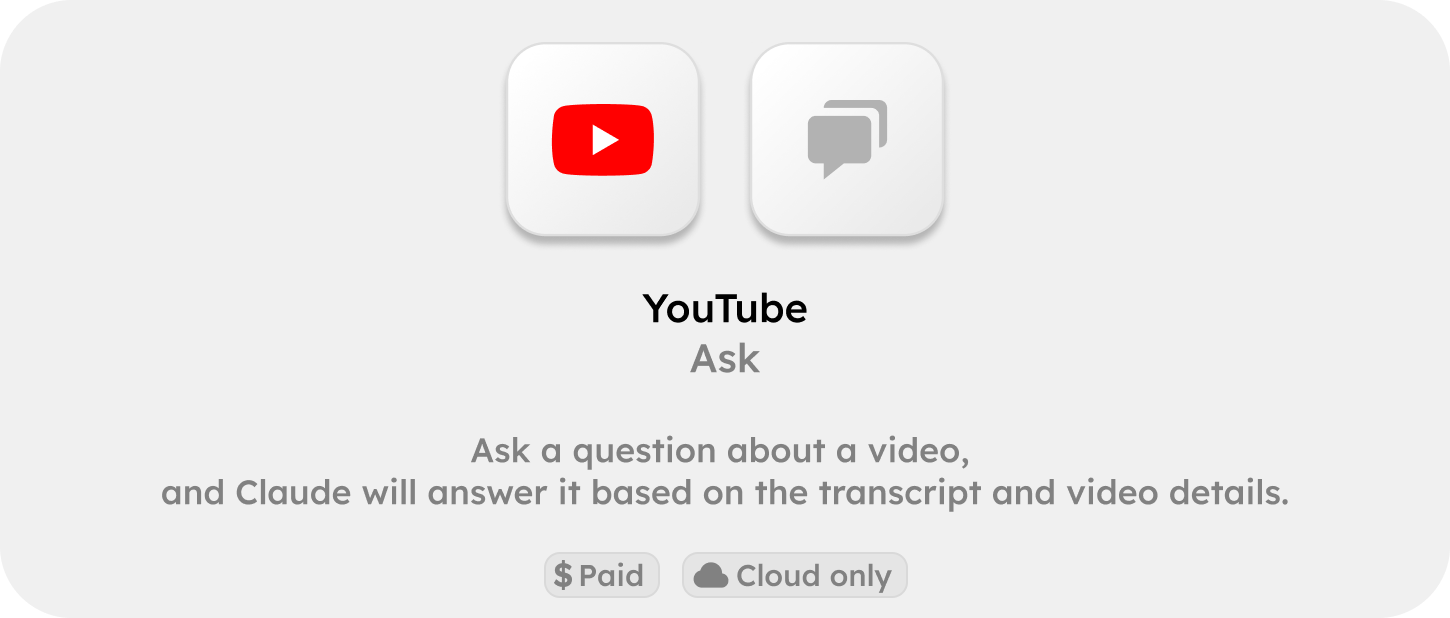 YouTube
Ask
Ask a question about a video,
and Claude will answer it based on the transcript and video details.
$ Paid
Cloud only